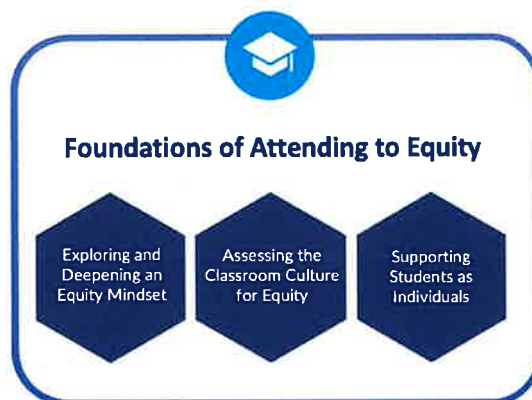 Foundations of Attending to Equity
Exploring and
Deepening an
Equity Mindset
Assessing the
Classroom Culture
for Equity
Supporting
Students as
Individuals